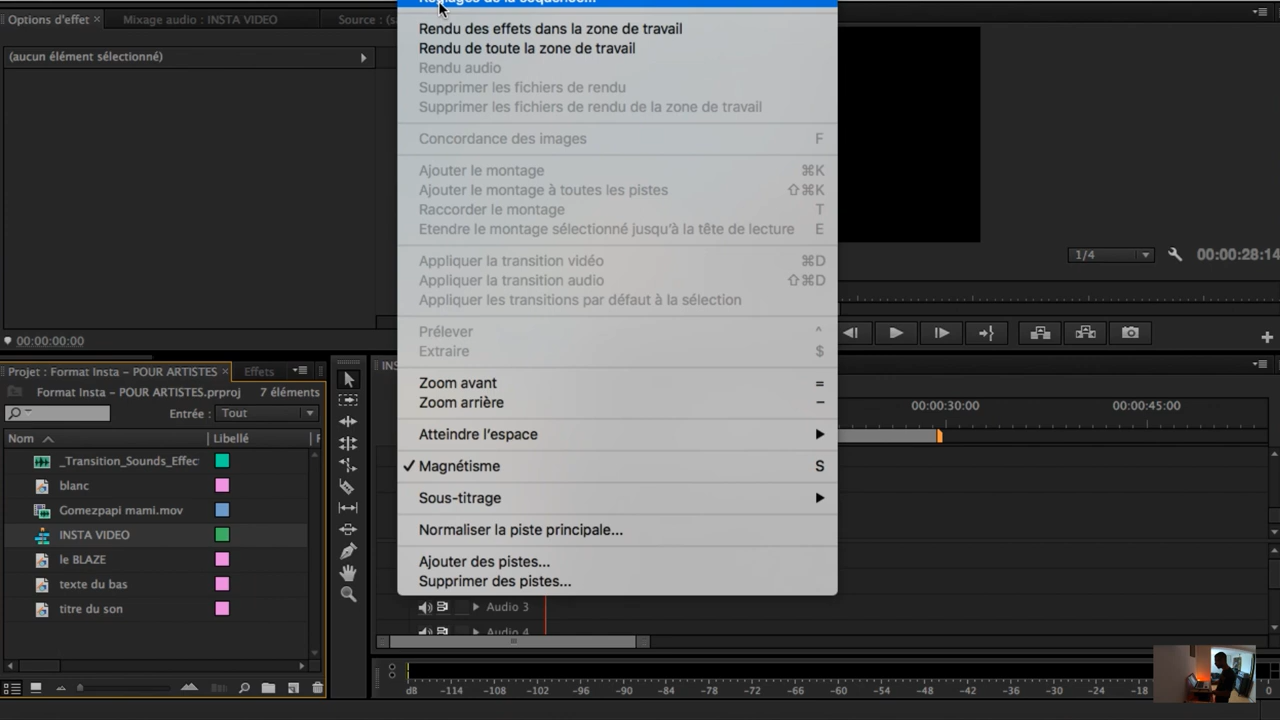 Options d'effet ×
Mixage audio : INSTA VIDEO
Source : (su
(aucun élément sélectionné)
00:00:00:00
Réglages de la séquence...
Rendu des effets dans la zone de travail
Rendu de toute la zone de travail
Rendu audio
Supprimer les fichiers de rendu
Supprimer les fichiers de rendu de la zone de travail
Concordance des images F
Ajouter le montage ⌘K
Ajouter le montage à toutes les pistes ⇧⌘K
Raccorder le montage T
Etendre le montage sélectionné jusqu'à la tête de lecture E
Appliquer la transition vidéo ⌘D
Appliquer la transition audio ⇧⌘D
Appliquer les transitions par défaut à la sélection
Prélever ^
Extraire $
Zoom avant =
Zoom arrière –
Atteindre l'espace
✓ Magnétisme S
Sous-titrage
Normaliser la piste principale...
Ajouter des pistes...
Supprimer des pistes...
1/4
00:00:28:14
Projet : Format Insta – POUR ARTISTES ×
Effets
Format Insta – POUR ARTISTES.prproj 7 éléments
Entrée : Tout
Nom Libellé
_Transition_Sounds_Effec
blanc
Gomezpapi mami.mov
INSTA VIDEO
le BLAZE
texte du bas
titre du son
INS
00:00:30:00 00:00:45:00
Audio 3
Audio 4
dB -114 -108 -102 -96 -90 -84 -78 -72 -66 -60 -54 -48 -42 -36 -30 -24 -18 0